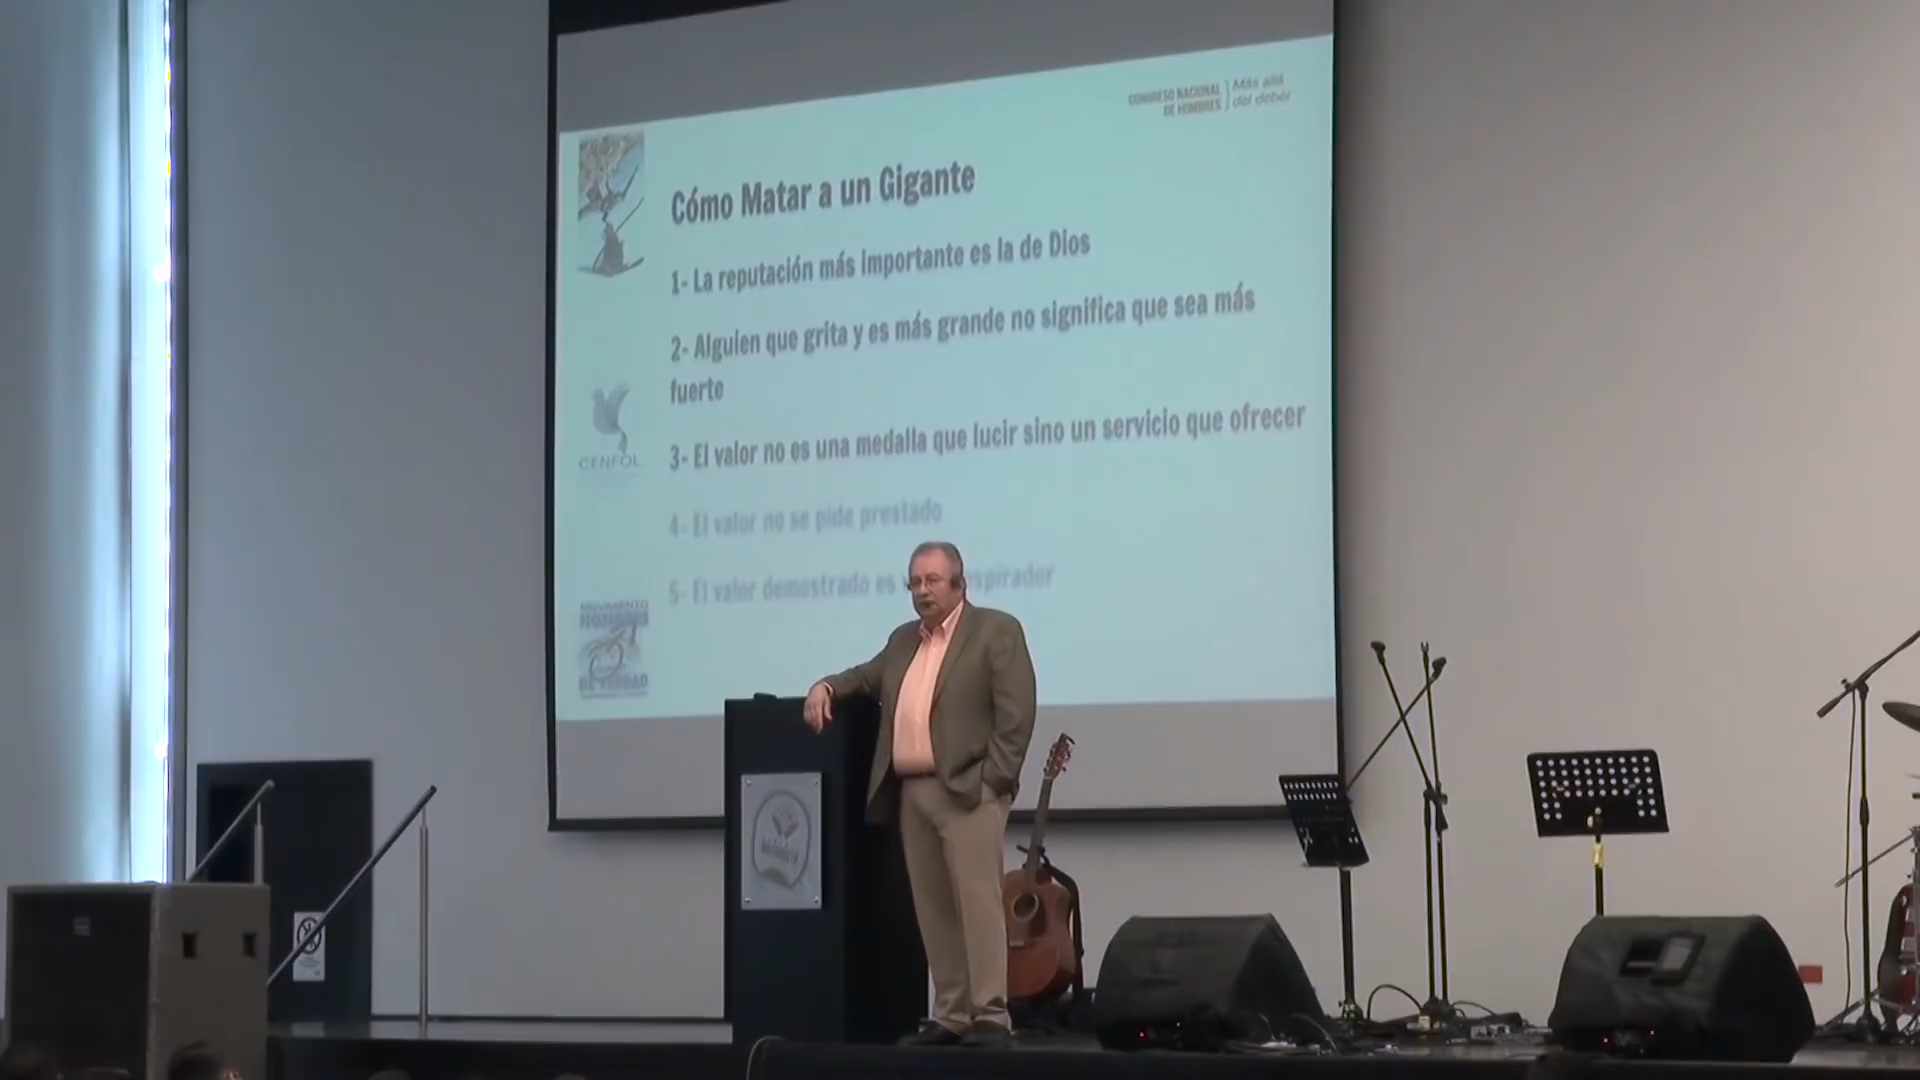 CONGRESO NACIONAL
DE HOMBRES
Más allá
del deber
Cómo Matar a un Gigante
1- La reputación más importante es la de Dios
2- Alguien que grita y es más grande no significa que sea más
fuerte
3- El valor no es una medalla que lucir sino un servicio que ofrecer
CENFOL
4- El valor no se pide prestado
5- El valor demostrado es
MOVIMIENTO
HOMBRES
DE VERDAD